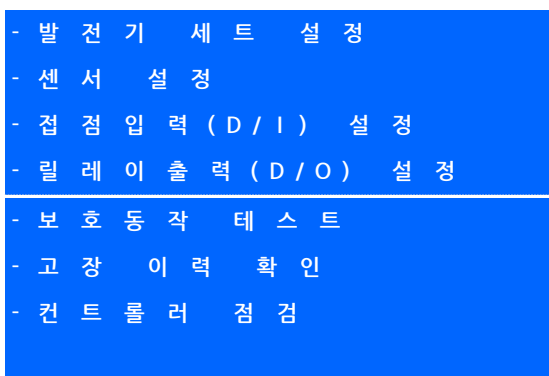 - 발전기 세트 설정
- 센서 설정
- 접점입력(D/I) 설정
- 릴레이출력(D/O) 설정
- 보호동작 테스트
- 고장 이력 확인
- 컨트롤러 점검